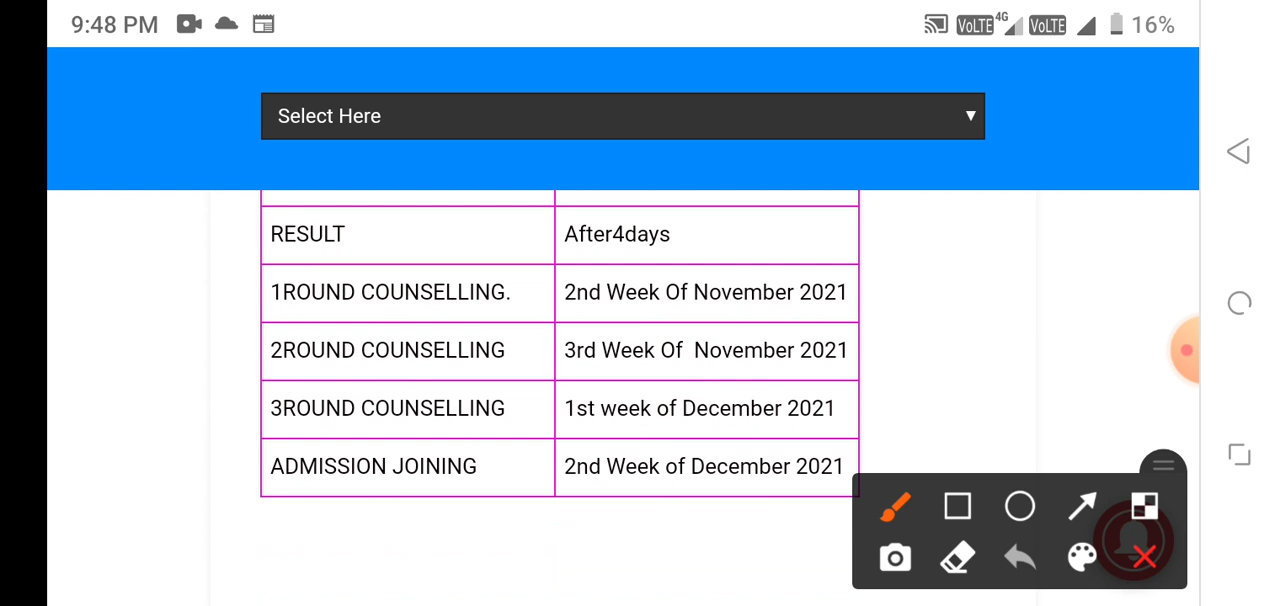 9:48 PM VoLTE 4G VoLTE 16%
Select Here
RESULT After4days
1ROUND COUNSELLING. 2nd Week Of November 2021
2ROUND COUNSELLING 3rd Week Of  November 2021
3ROUND COUNSELLING 1st week of December 2021
ADMISSION JOINING 2nd Week of December 2021